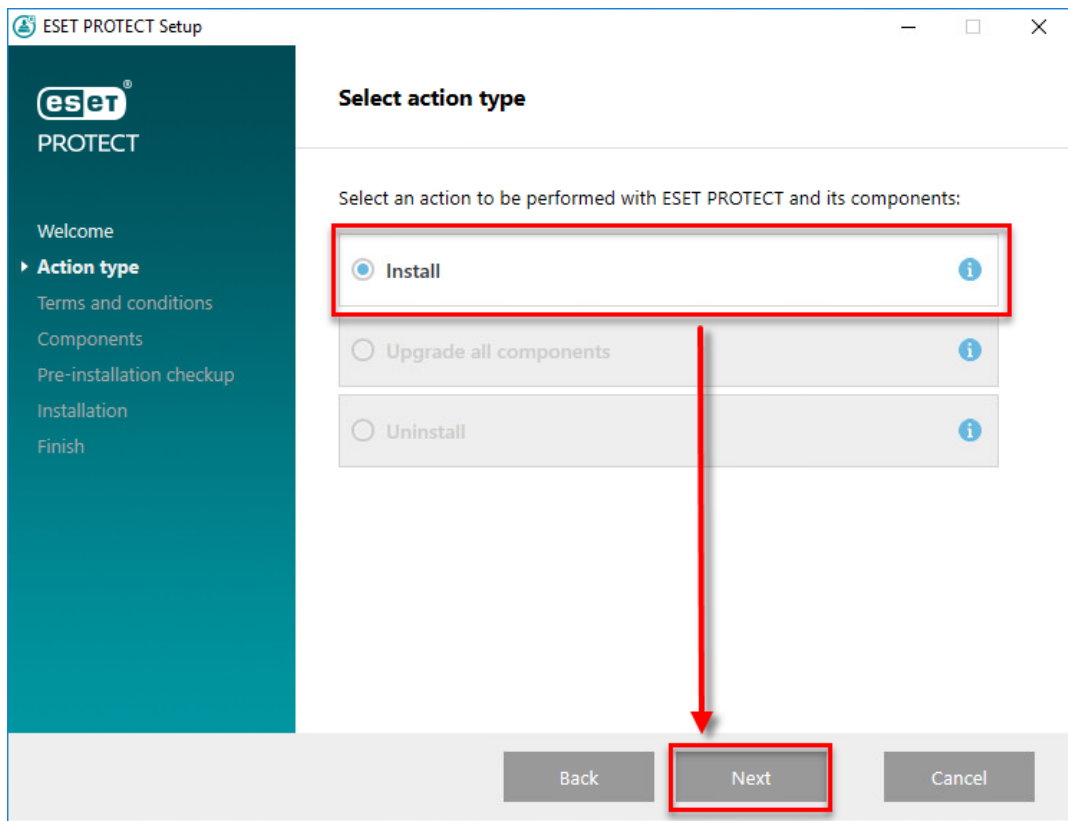 ESET PROTECT Setup
eseT®
PROTECT
Welcome
Action type
Terms and conditions
Components
Pre-installation checkup
Installation
Finish
Select action type
Select an action to be performed with ESET PROTECT and its components:
Install
Upgrade all components
Uninstall
Back
Next
Cancel